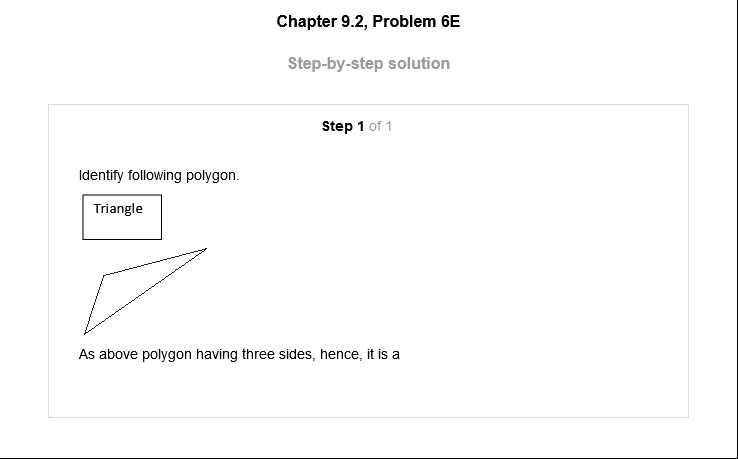 Chapter 9.2, Problem 6E
Step-by-step solution
Step 1 of 1
Identify following polygon.
Triangle
As above polygon having three sides, hence, it is a